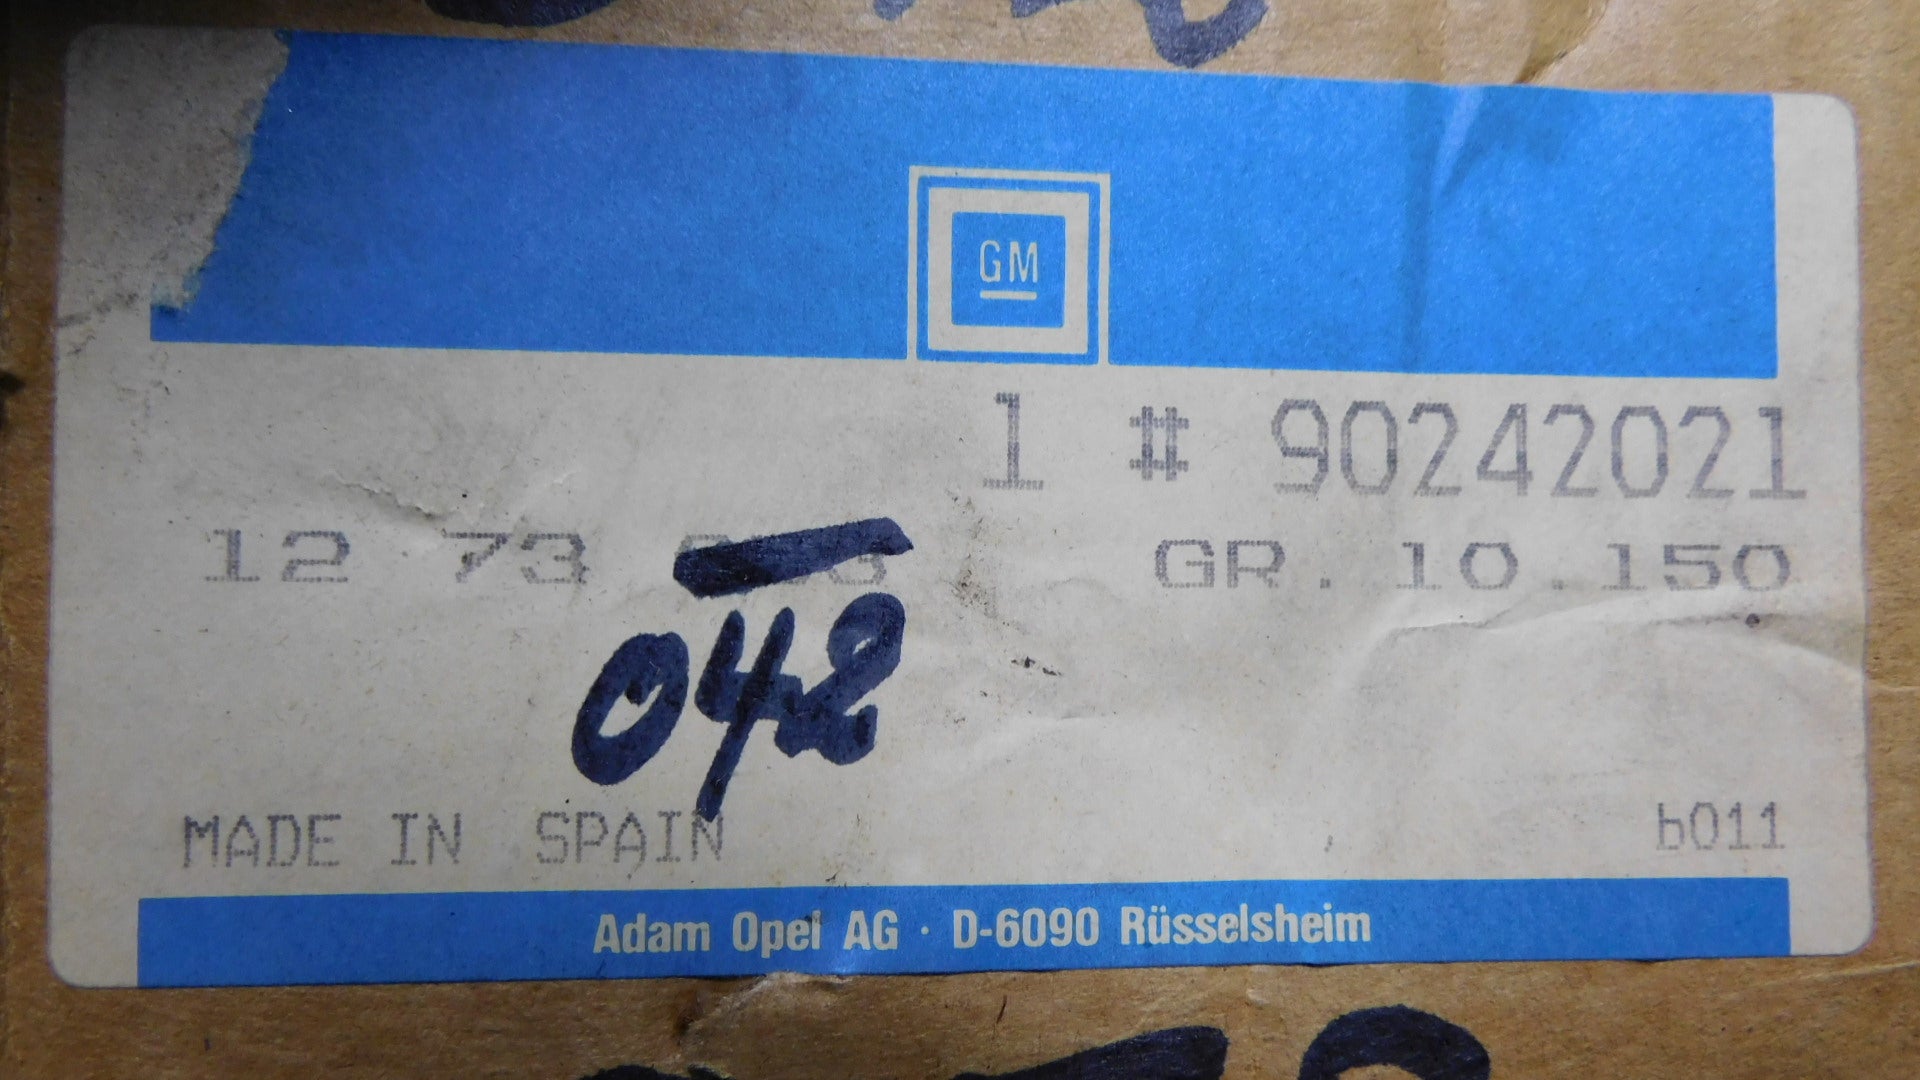 GM
1 # 90242021
12 73 GR. 10.150
042
MADE IN SPAIN b011
Adam Opel AG · D-6090 Rüsselsheim